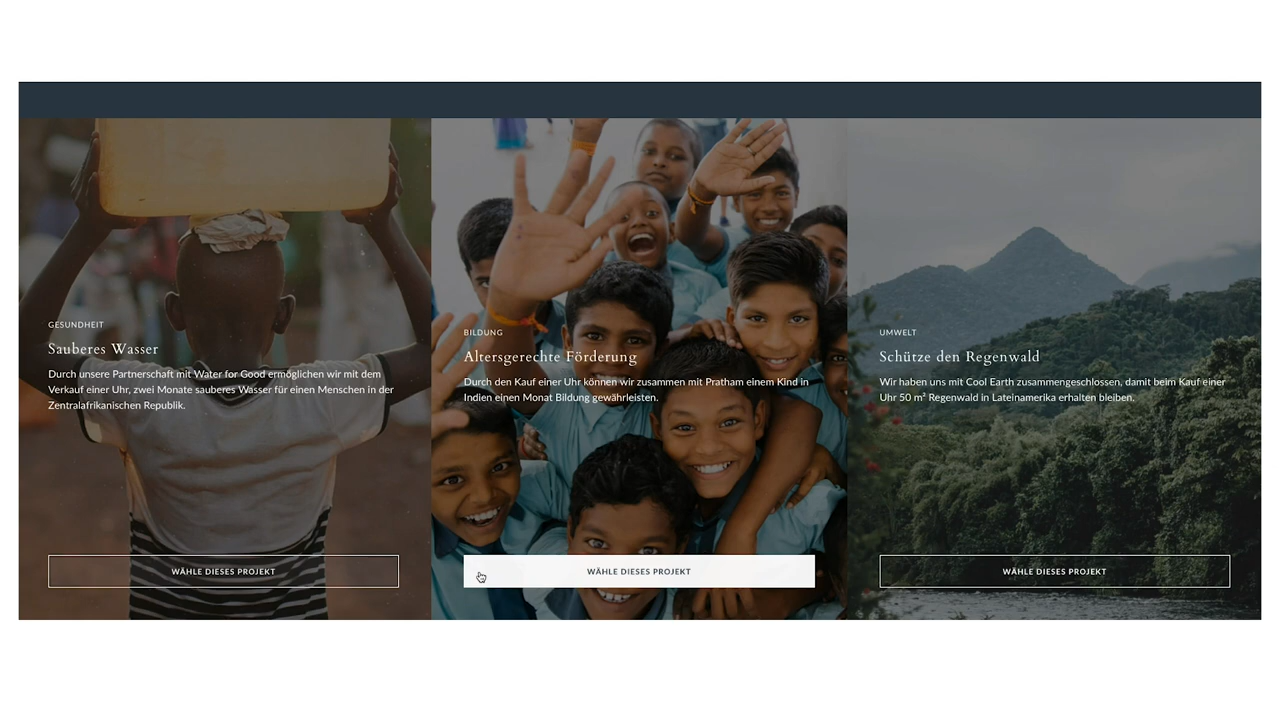 GESUNDHEIT
Sauberes Wasser
Durch unsere Partnerschaft mit Water for Good ermöglichen wir mit dem
Verkauf einer Uhr, zwei Monate sauberes Wasser für einen Menschen in der
Zentralafrikanischen Republik.
WÄHLE DIESES PROJEKT
BILDUNG
Altersgerechte Förderung
Durch den Kauf einer Uhr können wir zusammen mit Pratham einem Kind in
Indien einen Monat Bildung gewährleisten.
WÄHLE DIESES PROJEKT
UMWELT
Schütze den Regenwald
Wir haben uns mit Cool Earth zusammengeschlossen, damit beim Kauf einer
Uhr 50 m² Regenwald in Lateinamerika erhalten bleiben.
WÄHLE DIESES PROJEKT